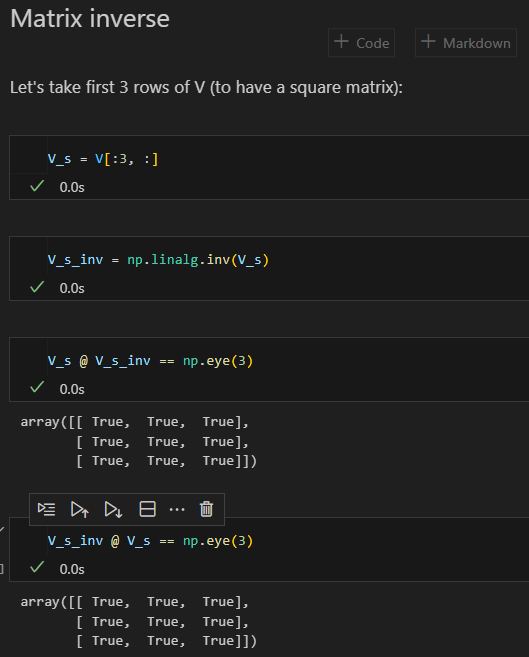 Matrix inverse
+ Code + Markdown
Let's take first 3 rows of V (to have a square matrix):
V_s = V[:3, :]
0.0s
V_s_inv = np.linalg.inv(V_s)
0.0s
V_s @ V_s_inv == np.eye(3)
0.0s
array([[ True,  True,  True],
       [ True,  True,  True],
       [ True,  True,  True]])
V_s_inv @ V_s == np.eye(3)
]
0.0s
array([[ True,  True,  True],
       [ True,  True,  True],
       [ True,  True,  True]])